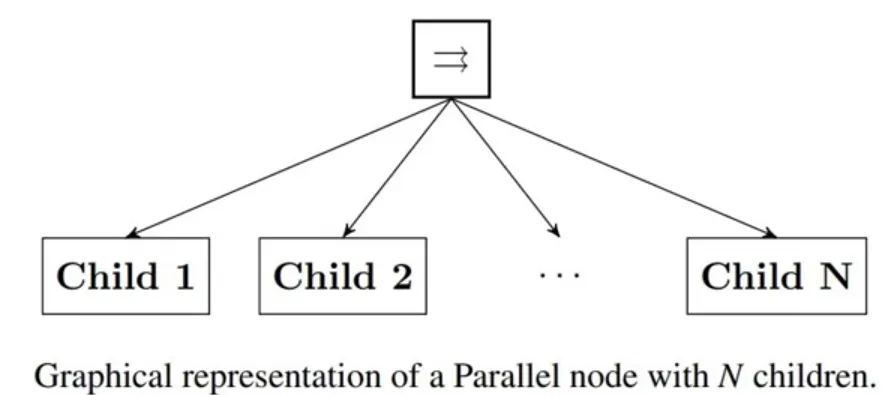 ⇉
Child 1 Child 2 · · · Child N
Graphical representation of a Parallel node with N children.